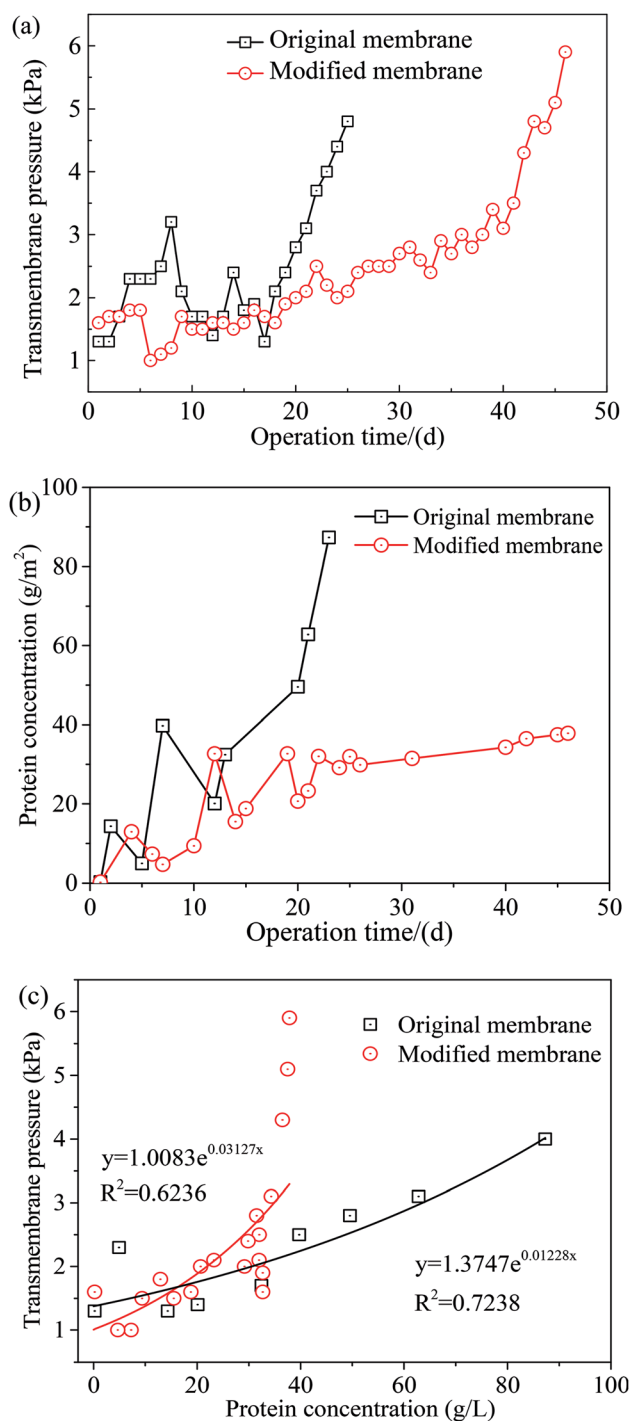 (a)
Original membrane
Modified membrane
Transmembrane pressure (kPa)
6
5
4
3
2
1
0 10 20 30 40 50
Operation time/(d)
(b)
Original membrane
Modified membrane
Protein concentration (g/m²)
100
80
60
40
20
0
0 10 20 30 40 50
Operation time/(d)
(c)
Original membrane
Modified membrane
Transmembrane pressure (kPa)
6
5
4
3
2
1
y=1.0083e^0.03127x
R²=0.6236
y=1.3747e^0.01228x
R²=0.7238
0 20 40 60 80 100
Protein concentration (g/L)